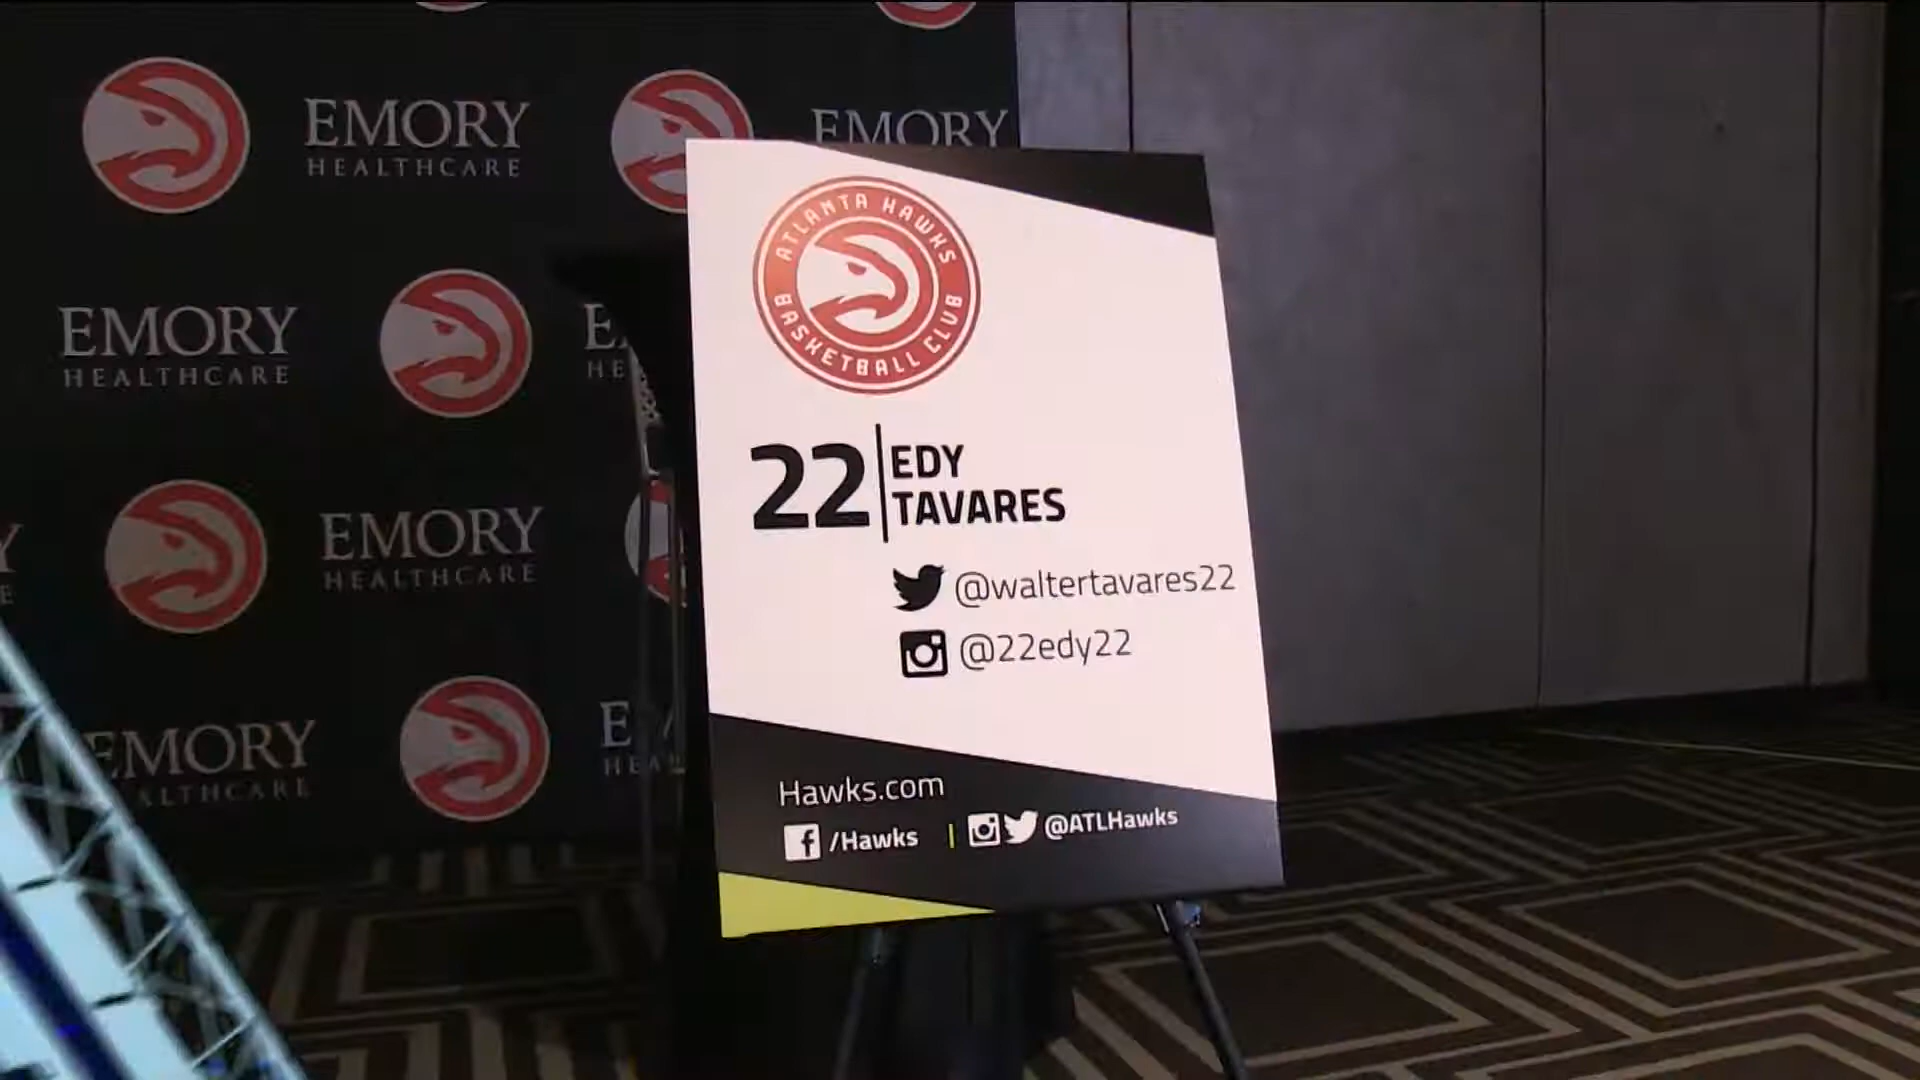 EMORY
HEALTHCARE
EMORY
EMORY
HEALTHCARE
EMORY
HEALTHCARE
EMORY
HEALTHCARE
ATLANTA HAWKS
BASKETBALL CLUB
22
EDY
TAVARES
@waltertavares22
@22edy22
Hawks.com
/Hawks | @ATLHawks